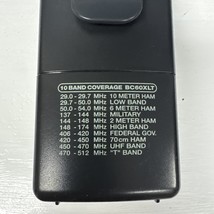 10 BAND COVERAGE BC60XLT
29.0 - 29.7 MHz 10 METER HAM
29.7 - 50.0 MHz LOW BAND
50.0 - 54.0 MHz 6 METER HAM
137 - 144 MHz MILITARY
144 - 148 MHz 2 METER HAM
148 - 174 MHz HIGH BAND
406 - 420 MHz FEDERAL GOV.
420 - 450 MHz 70cm HAM
450 - 470 MHz UHF BAND
470 - 512 MHz "T" BAND